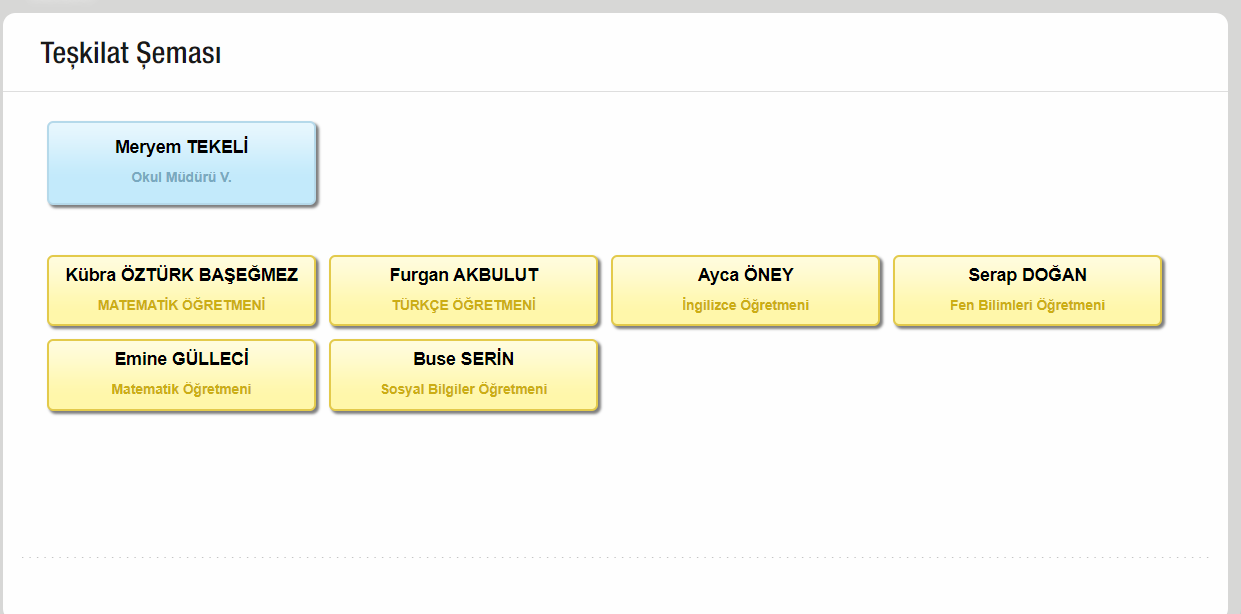 Teşkilat Şeması
Meryem TEKELİ
Okul Müdürü V.
Kübra ÖZTÜRK BAŞEĞMEZ
MATEMATİK ÖĞRETMENİ
Furgan AKBULUT
TÜRKÇE ÖĞRETMENİ
Ayca ÖNEY
İngilizce Öğretmeni
Serap DOĞAN
Fen Bilimleri Öğretmeni
Emine GÜLLECİ
Matematik Öğretmeni
Buse SERİN
Sosyal Bilgiler Öğretmeni